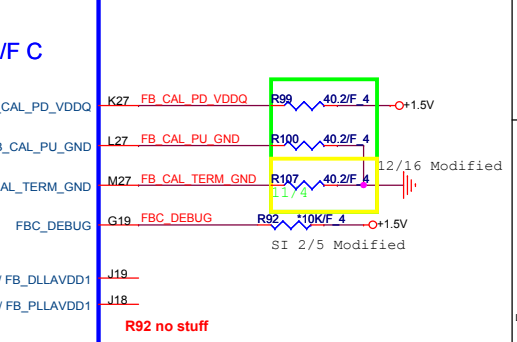 /F C
_CAL_PD_VDDQ K27 FB_CAL_PD_VDDQ R99 40.2/F_4 +1.5V
B_CAL_PU_GND L27 FB_CAL_PU_GND R100 40.2/F_4
12/16 Modified
AL_TERM_GND M27 FB_CAL_TERM_GND R107 40.2/F_4
11/4
FBC_DEBUG G19 FBC_DEBUG R92 *10K/F_4 +1.5V
SI 2/5 Modified
/ FB_DLLAVDD1 J19
/ FB_PLLAVDD1 J18
R92 no stuff